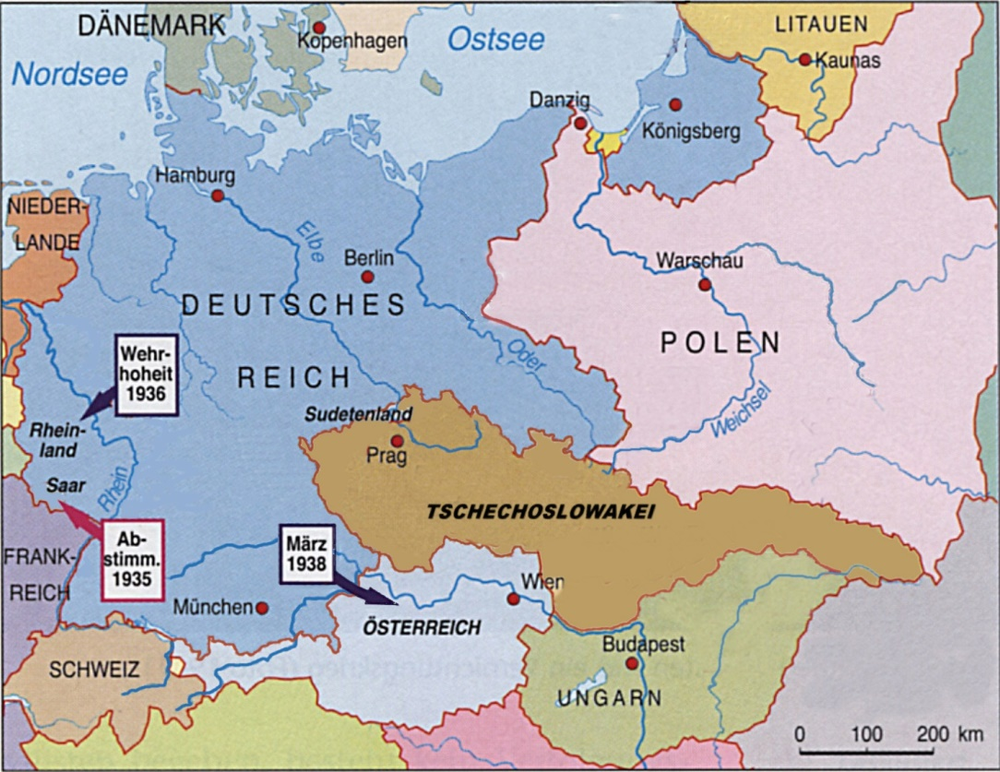 DÄNEMARK
Kopenhagen
Nordsee
Ostsee
LITAUEN
Kaunas
Danzig
Königsberg
Hamburg
NIEDER-
LANDE
Elbe
Berlin
Warschau
DEUTSCHES
REICH
POLEN
Oder
Weichsel
Wehr-
hoheit
1936
Rhein-
land
Saar
Rhein
Sudetenland
Prag
TSCHECHOSLOWAKEI
FRANK-
REICH
Ab-
stimm.
1935
März
1938
München
Wien
ÖSTERREICH
SCHWEIZ
Budapest
UNGARN
0 100 200 km